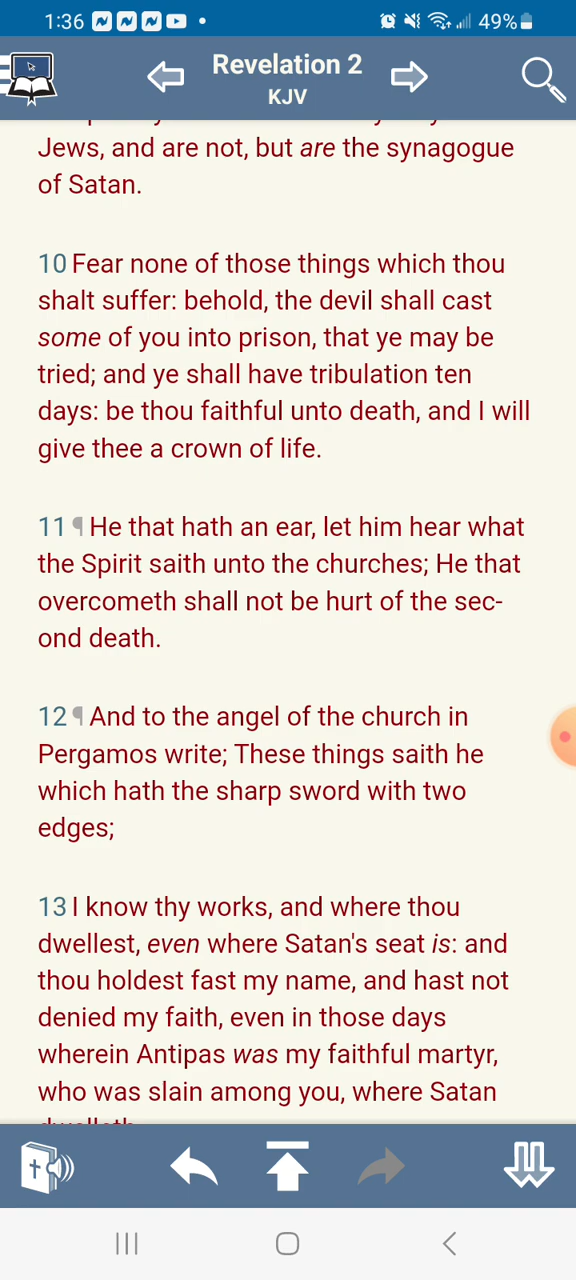 1:36
49%
Revelation 2
KJV
Jews, and are not, but are the synagogue
of Satan.
10 Fear none of those things which thou
shalt suffer: behold, the devil shall cast
some of you into prison, that ye may be
tried; and ye shall have tribulation ten
days: be thou faithful unto death, and I will
give thee a crown of life.
11 ¶ He that hath an ear, let him hear what
the Spirit saith unto the churches; He that
overcometh shall not be hurt of the sec-
ond death.
12 ¶ And to the angel of the church in
Pergamos write; These things saith he
which hath the sharp sword with two
edges;
13 I know thy works, and where thou
dwellest, even where Satan's seat is: and
thou holdest fast my name, and hast not
denied my faith, even in those days
wherein Antipas was my faithful martyr,
who was slain among you, where Satan